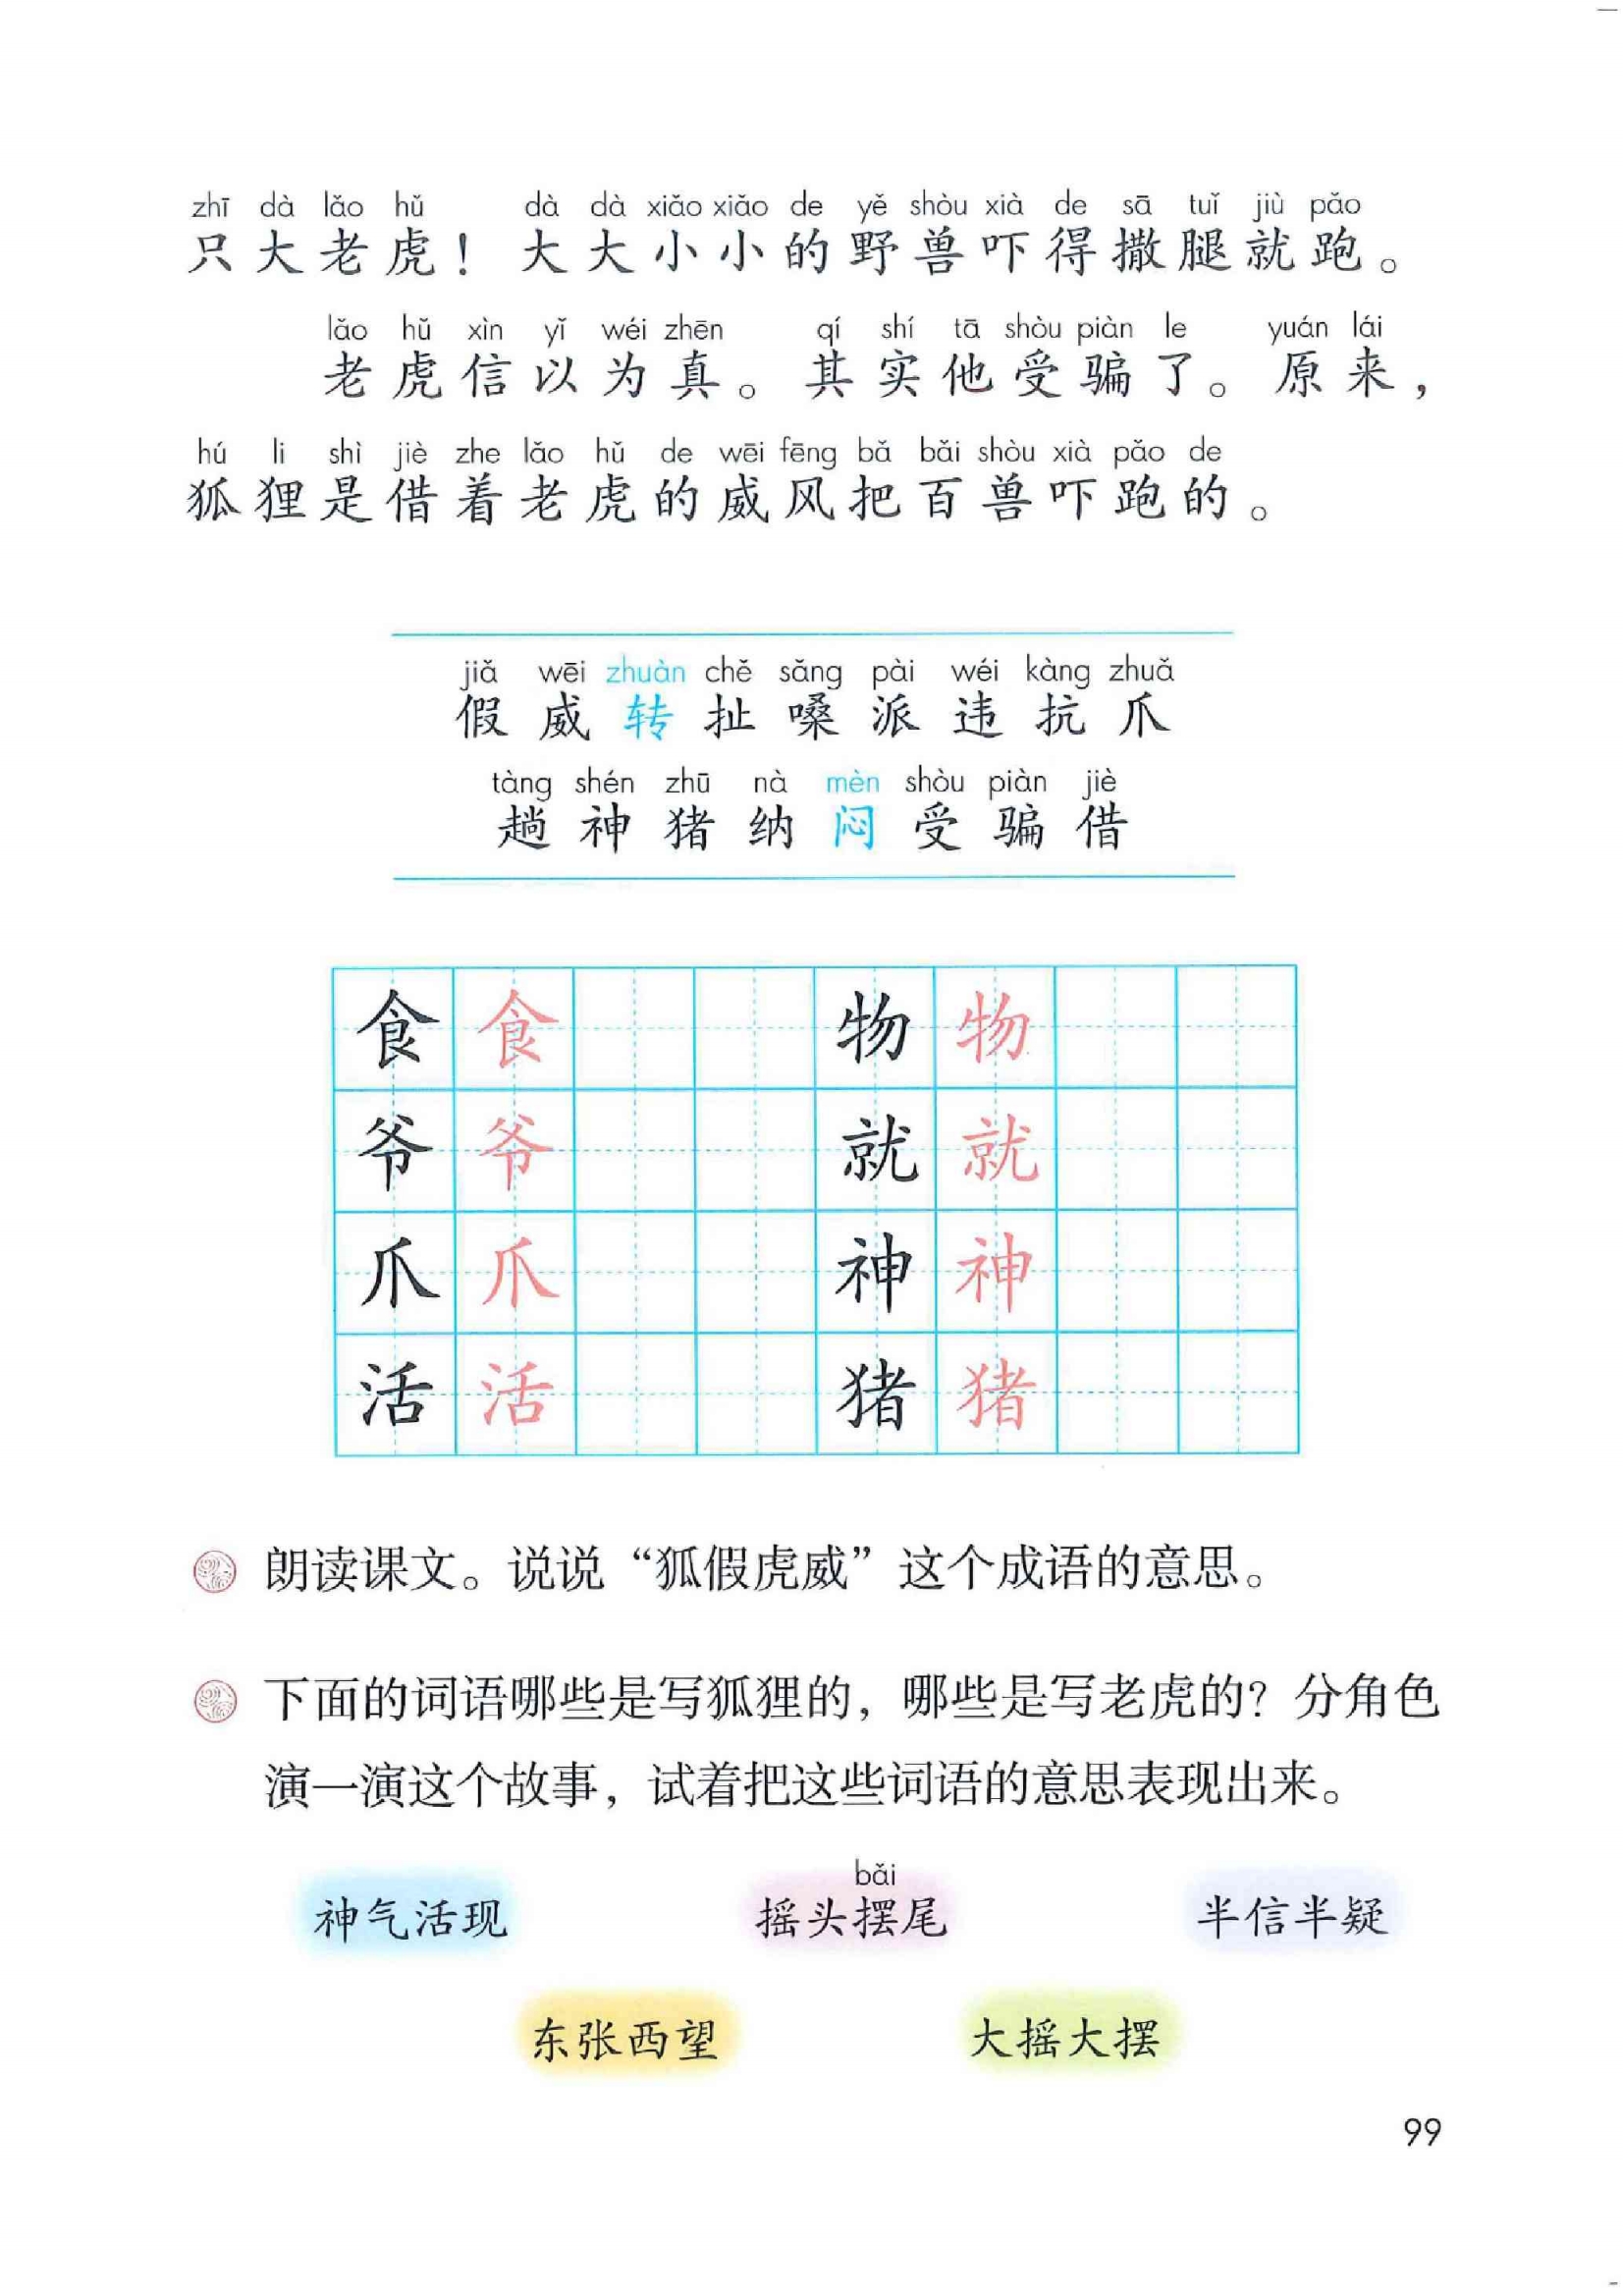 zhī dà lǎo hǔ dà dà xiǎo xiǎo de yě shòu xià de sā tuǐ jiù pǎo
只大老虎！大大小小的野兽吓得撒腿就跑。
lǎo hǔ xìn yǐ wéi zhēn qí shí tā shòu piàn le yuán lái
老虎信以为真。其实他受骗了。原来，
hú li shì jiè zhe lǎo hǔ de wēi fēng bǎ bǎi shòu xià pǎo de
狐狸是借着老虎的威风把百兽吓跑的。
jiǎ wēi zhuàn chě sǎng pài wéi kàng zhuǎ
假 威 转 扯 嗓 派 违 抗 爪
tàng shén zhū nà mèn shòu piàn jiè
趟 神 猪 纳 闷 受 骗 借
食 食 物 物
爷 爷 就 就
爪 爪 神 神
活 活 猪 猪
朗读课文。说说“狐假虎威”这个成语的意思。
下面的词语哪些是写狐狸的，哪些是写老虎的？分角色
演一演这个故事，试着把这些词语的意思表现出来。
bǎi
神气活现 摇头摆尾 半信半疑
东张西望 大摇大摆
99